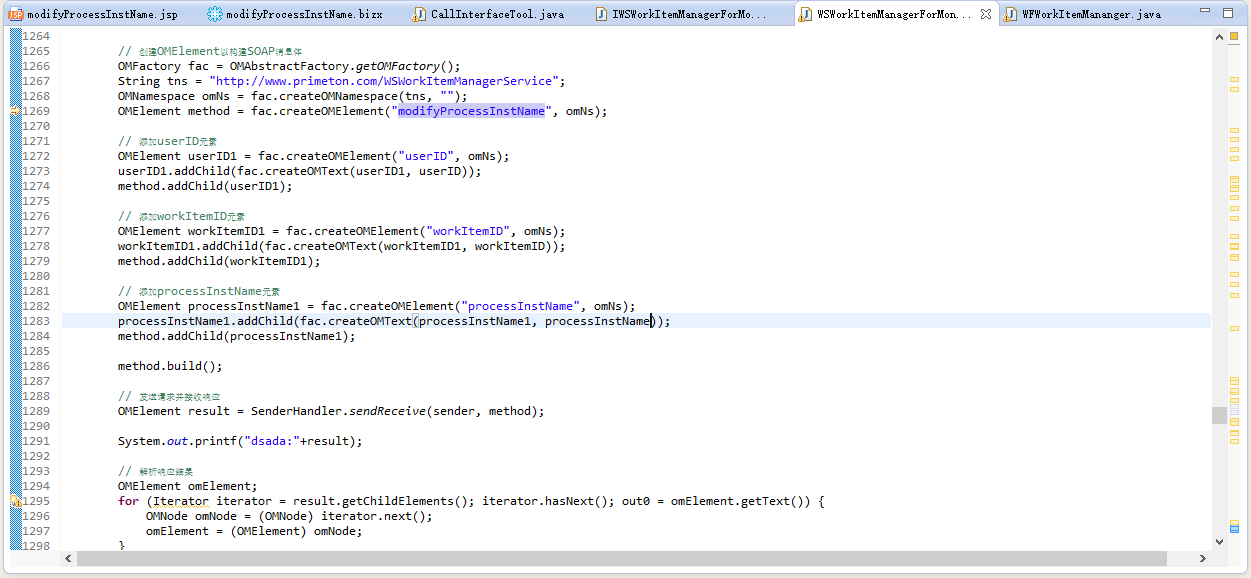 modifyProcessInstName.jsp modifyProcessInstName.bizx CallInterfaceTool.java IWSWorkItemManagerForMo... WSWorkItemManagerForMon... WFWorkItemMananger.java
1264
1265 // 创建OMElement以构建SOAP消息体
1266 OMFactory fac = OMAbstractFactory.getOMFactory();
1267 String tns = "http://www.primeton.com/WSWorkItemManagerService";
1268 OMNamespace omNs = fac.createOMNamespace(tns, "");
1269 OMElement method = fac.createOMElement("modifyProcessInstName", omNs);
1270
1271 // 添加userID元素
1272 OMElement userID1 = fac.createOMElement("userID", omNs);
1273 userID1.addChild(fac.createOMText(userID1, userID));
1274 method.addChild(userID1);
1275
1276 // 添加workItemID元素
1277 OMElement workItemID1 = fac.createOMElement("workItemID", omNs);
1278 workItemID1.addChild(fac.createOMText(workItemID1, workItemID));
1279 method.addChild(workItemID1);
1280
1281 // 添加processInstName元素
1282 OMElement processInstName1 = fac.createOMElement("processInstName", omNs);
1283 processInstName1.addChild(fac.createOMText(processInstName1, processInstName));
1284 method.addChild(processInstName1);
1285
1286 method.build();
1287
1288 // 发送请求并接收响应
1289 OMElement result = SenderHandler.sendReceive(sender, method);
1290
1291 System.out.printf("dsada:"+result);
1292
1293 // 解析响应结果
1294 OMElement omElement;
1295 for (Iterator iterator = result.getChildElements(); iterator.hasNext(); out0 = omElement.getText()) {
1296 OMNode omNode = (OMNode) iterator.next();
1297 omElement = (OMElement) omNode;
1298 }